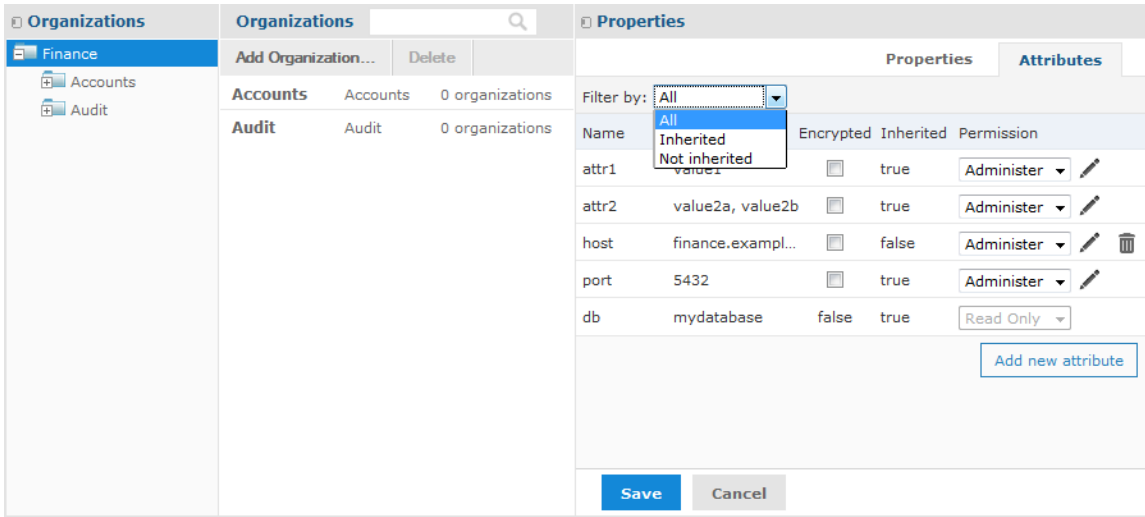 Organizations
Finance
Accounts
Audit
Organizations
Add Organization... Delete
Accounts Accounts 0 organizations
Audit Audit 0 organizations
Properties
Properties Attributes
Filter by: All
All
Inherited
Not inherited
Name Encrypted Inherited Permission
attr1 value1 true Administer
attr2 value2a, value2b true Administer
host finance.exampl... false Administer
port 5432 true Administer
db mydatabase false true Read Only
Add new attribute
Save Cancel